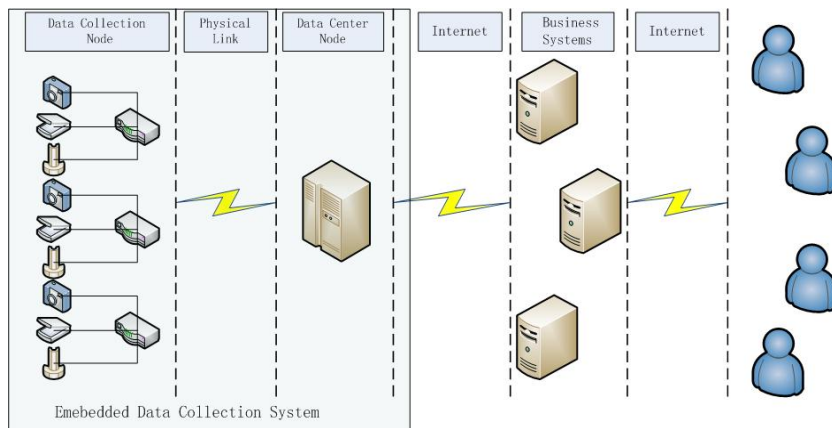 Data Collection
Node
Physical
Link
Data Center
Node
Internet
Business
Systems
Internet
Emebedded Data Collection System